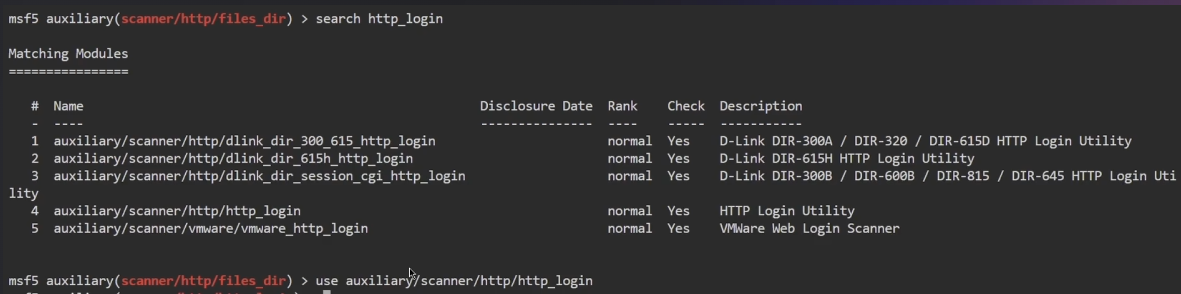 msf5 auxiliary(scanner/http/files_dir) > search http_login
Matching Modules
================
# Name Disclosure Date Rank Check Description
- ---- --------------- ---- ----- -----------
1 auxiliary/scanner/http/dlink_dir_300_615_http_login normal Yes D-Link DIR-300A / DIR-320 / DIR-615D HTTP Login Utility
2 auxiliary/scanner/http/dlink_dir_615h_http_login normal Yes D-Link DIR-615H HTTP Login Utility
3 auxiliary/scanner/http/dlink_dir_session_cgi_http_login normal Yes D-Link DIR-300B / DIR-600B / DIR-815 / DIR-645 HTTP Login Uti
lity
4 auxiliary/scanner/http/http_login normal Yes HTTP Login Utility
5 auxiliary/scanner/vmware/vmware_http_login normal Yes VMWare Web Login Scanner
msf5 auxiliary(scanner/http/files_dir) > use auxiliary/scanner/http/http_login